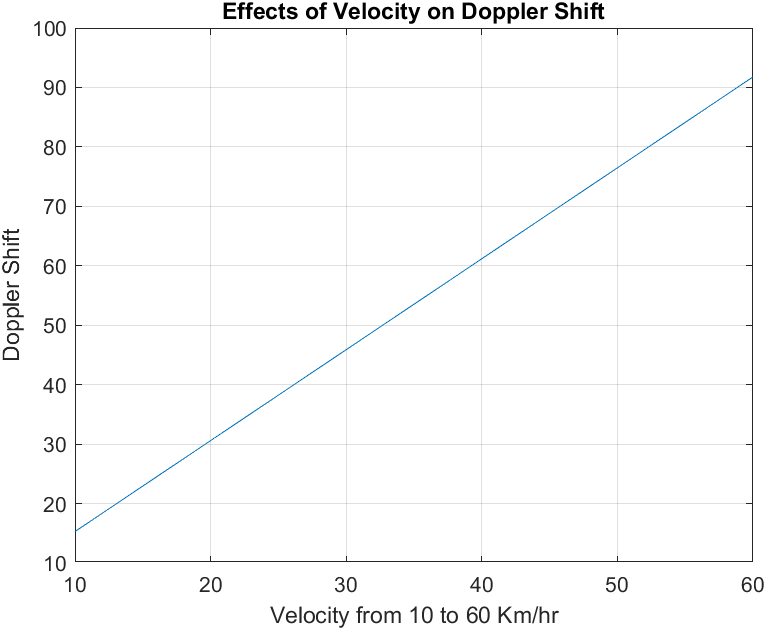 Effects of Velocity on Doppler Shift
100
90
80
70
60
50
40
30
20
10
Doppler Shift
10 20 30 40 50 60
Velocity from 10 to 60 Km/hr